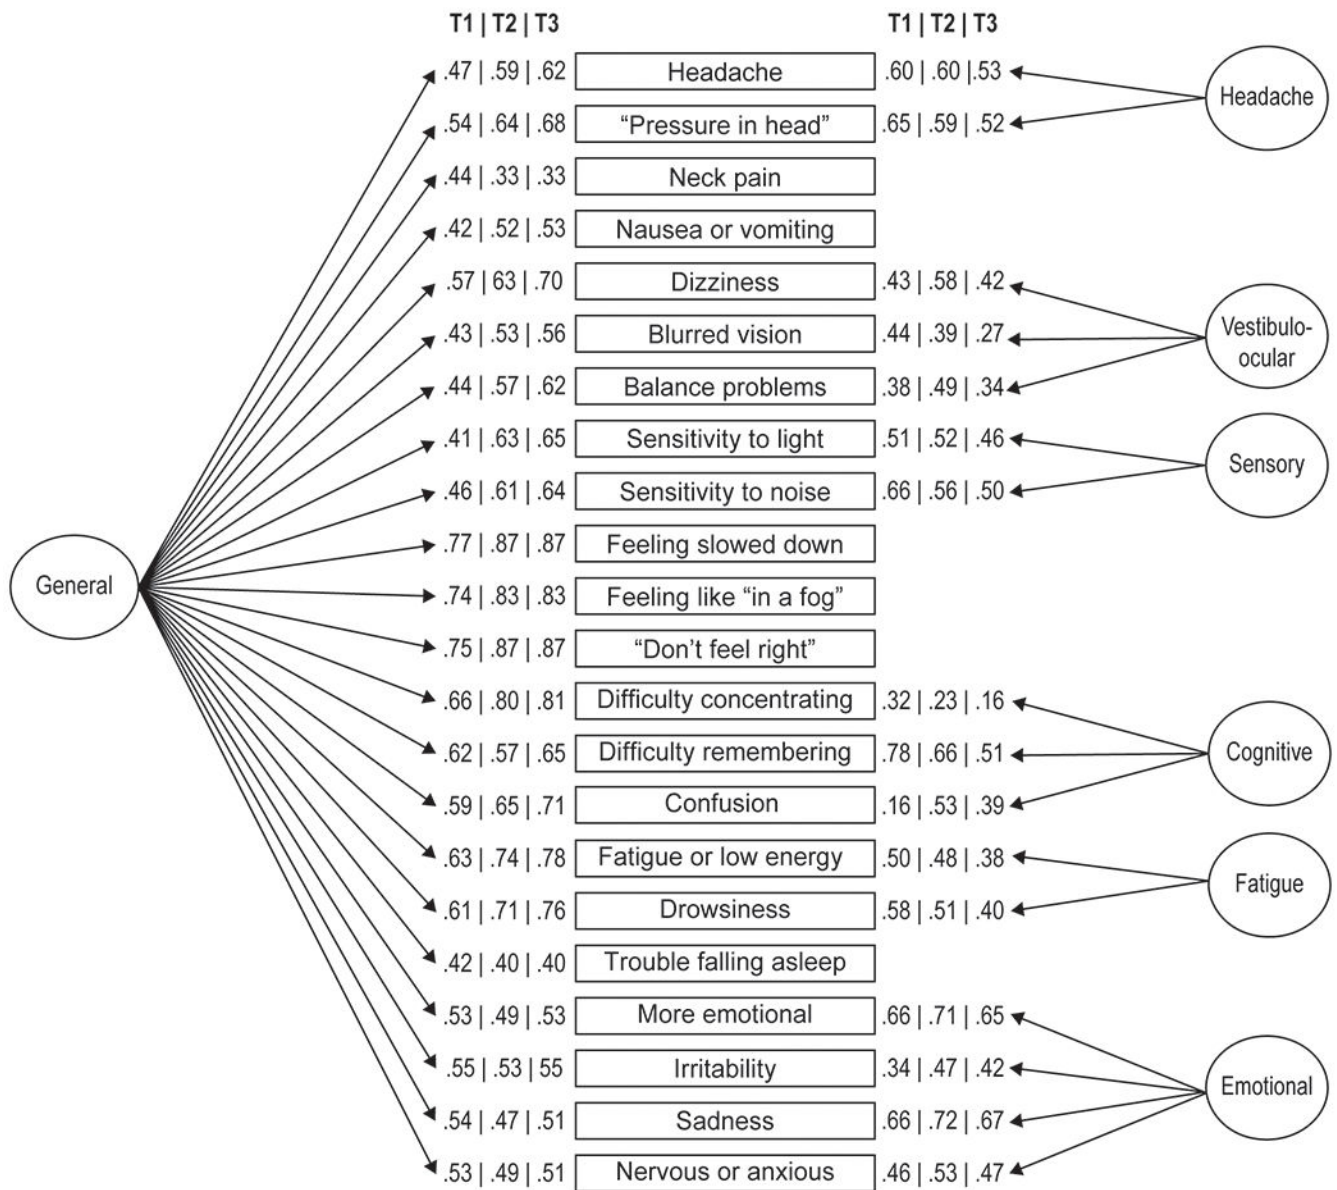 T1 | T2 | T3 T1 | T2 | T3
.47 | .59 | .62 Headache .60 | .60 |.53
Headache
.54 | .64 | .68 “Pressure in head” .65 | .59 | .52
.44 | .33 | .33 Neck pain
.42 | .52 | .53 Nausea or vomiting
.57 | 63 | .70 Dizziness .43 | .58 | .42
.43 | .53 | .56 Blurred vision .44 | .39 | .27
Vestibulo-
ocular
.44 | .57 | .62 Balance problems .38 | .49 | .34
.41 | .63 | .65 Sensitivity to light .51 | .52 | .46
Sensory
.46 | .61 | .64 Sensitivity to noise .66 | .56 | .50
.77 | .87 | .87 Feeling slowed down
General
.74 | .83 | .83 Feeling like “in a fog”
.75 | .87 | .87 “Don’t feel right”
.66 | .80 | .81 Difficulty concentrating .32 | .23 | .16
.62 | .57 | .65 Difficulty remembering .78 | .66 | .51
Cognitive
.59 | .65 | .71 Confusion .16 | .53 | .39
.63 | .74 | .78 Fatigue or low energy .50 | .48 | .38
Fatigue
.61 | .71 | .76 Drowsiness .58 | .51 | .40
.42 | .40 | .40 Trouble falling asleep
.53 | .49 | .53 More emotional .66 | .71 | .65
.55 | .53 | 55 Irritability .34 | .47 | .42
Emotional
.54 | .47 | .51 Sadness .66 | .72 | .67
.53 | .49 | .51 Nervous or anxious .46 | .53 | .47